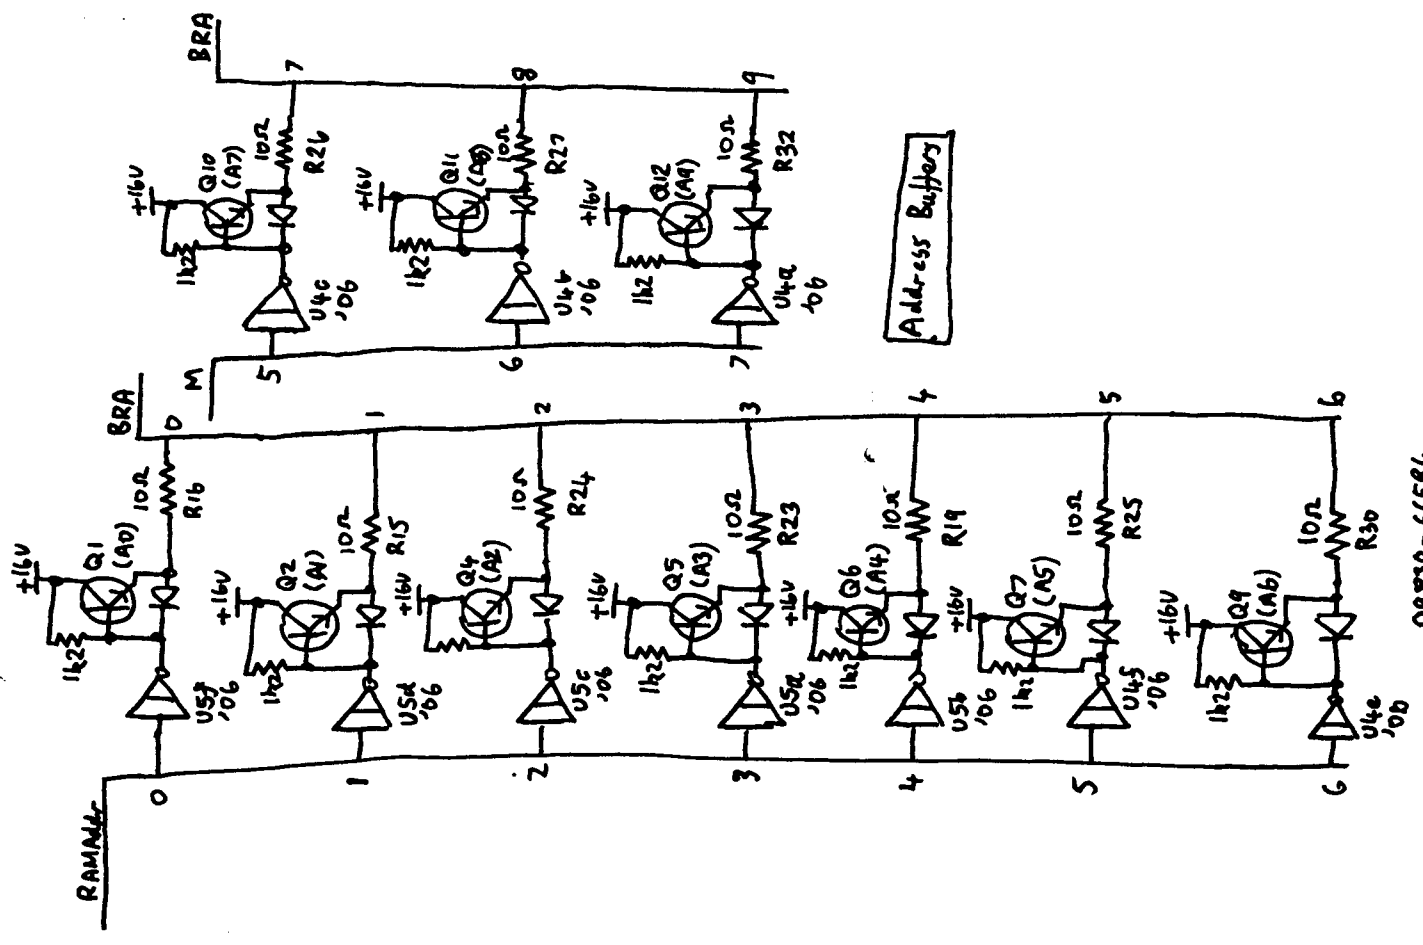 BRA
7
10Ω
R26
+16V
Q10
(A7)
1k2
U4c
'06
5
8
10Ω
R27
+16V
Q11
1k2
U4b
'06
6
9
10Ω
R32
+16V
Q12
(A9)
1k2
U4a
'06
7
M
Address Buffers
BRA
0
10Ω
R16
+16V
Q1
(A0)
1k2
U5f
'06
0
1
10Ω
R15
+16V
Q2
(A1)
1k2
U5d
'06
1
2
10Ω
R24
+16V
Q4
(A2)
U5c
'06
2
3
10Ω
R23
+16V
Q5
(A3)
1k2
U5a
'06
3
4
10Ω
R19
+16V
Q6
(A4)
1k2
U5b
'06
4
5
10Ω
R25
+16V
Q7
(A5)
1k2
U4f
'06
5
6
10Ω
R30
+16V
Q9
(A6)
1k2
U4e
'06
6
RAMAddr